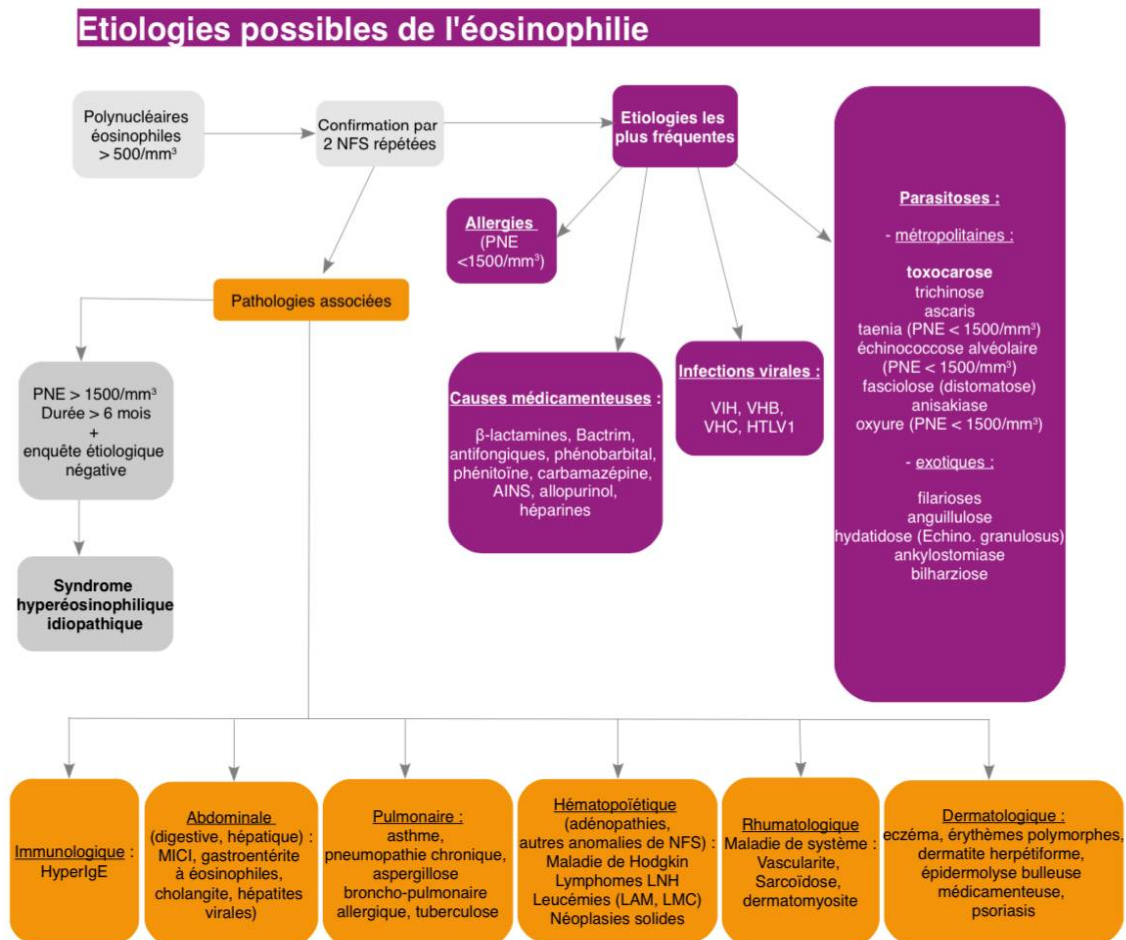 Etiologies possibles de l'éosinophilie
Polynucléaires
éosinophiles
> 500/mm³
Confirmation par
2 NFS répétées
Etiologies les
plus fréquentes
Allergies
(PNE
<1500/mm³)
Causes médicamenteuses :
β-lactamines, Bactrim,
antifongiques, phénobarbital,
phénitoïne, carbamazépine,
AINS, allopurinol,
héparines
Infections virales :
VIH, VHB,
VHC, HTLV1
Parasitoses :
- métropolitaines :
toxocarose
trichinose
ascaris
taenia (PNE < 1500/mm³)
échinococcose alvéolaire
(PNE < 1500/mm³)
fasciolose (distomatose)
anisakiase
oxyure (PNE < 1500/mm³)
- exotiques :
filarioses
anguillulose
hydatidose (Echino. granulosus)
ankylostomiase
bilharziose
Pathologies associées
PNE > 1500/mm³
Durée > 6 mois
+
enquête étiologique
négative
Syndrome
hyperéosinophilique
idiopathique
Immunologique :
HyperIgE
Abdominale
(digestive, hépatique) :
MICI, gastroentérite
à éosinophiles,
cholangite, hépatites
virales)
Pulmonaire :
asthme,
pneumopathie chronique,
aspergillose
broncho-pulmonaire
allergique, tuberculose
Hématopoïétique
(adénopathies,
autres anomalies de NFS) :
Maladie de Hodgkin
Lymphomes LNH
Leucémies (LAM, LMC)
Néoplasies solides
Rhumatologique
Maladie de système :
Vascularite,
Sarcoïdose,
dermatomyosite
Dermatologique :
eczéma, érythèmes polymorphes,
dermatite herpétiforme,
épidermolyse bulleuse
médicamenteuse,
psoriasis